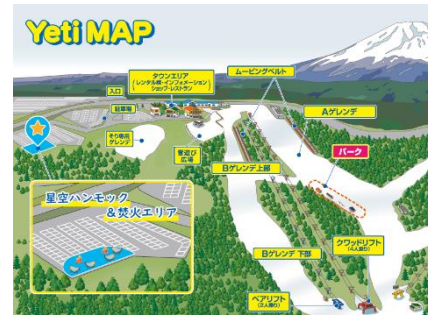 Yeti MAP
タウンエリア
(レンタル棟・インフォメーション
ショップ・レストラン)
ムービングベルト
入口
Aゲレンデ
駐車場
そり専用
ゲレンデ
雪遊び
広場
パーク
Bゲレンデ上部
星空ハンモック
&焚火エリア
Bゲレンデ 下部
クワッドリフト
(4人乗り)
ペアリフト
(2人乗り)